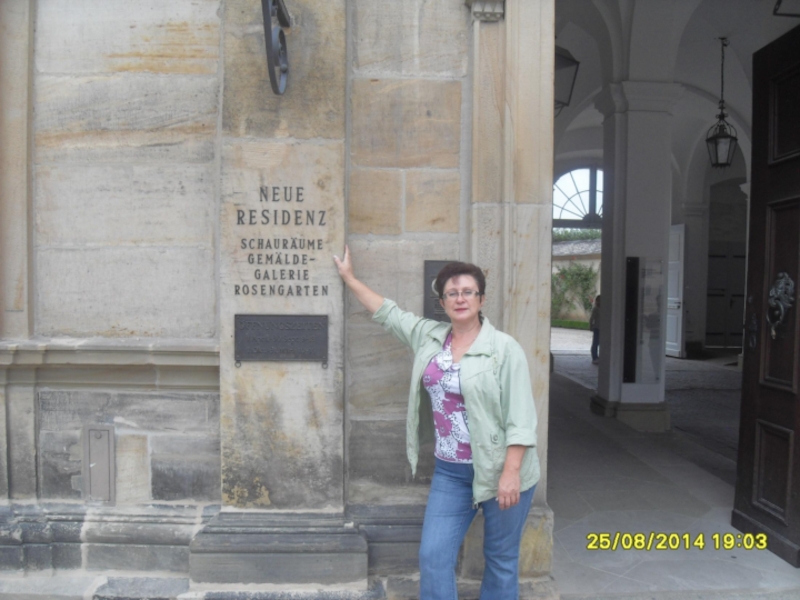 NEUE
RESIDENZ
SCHAURÄUME
GEMÄLDE-
GALERIE
ROSENGARTEN
25/08/2014 19:03